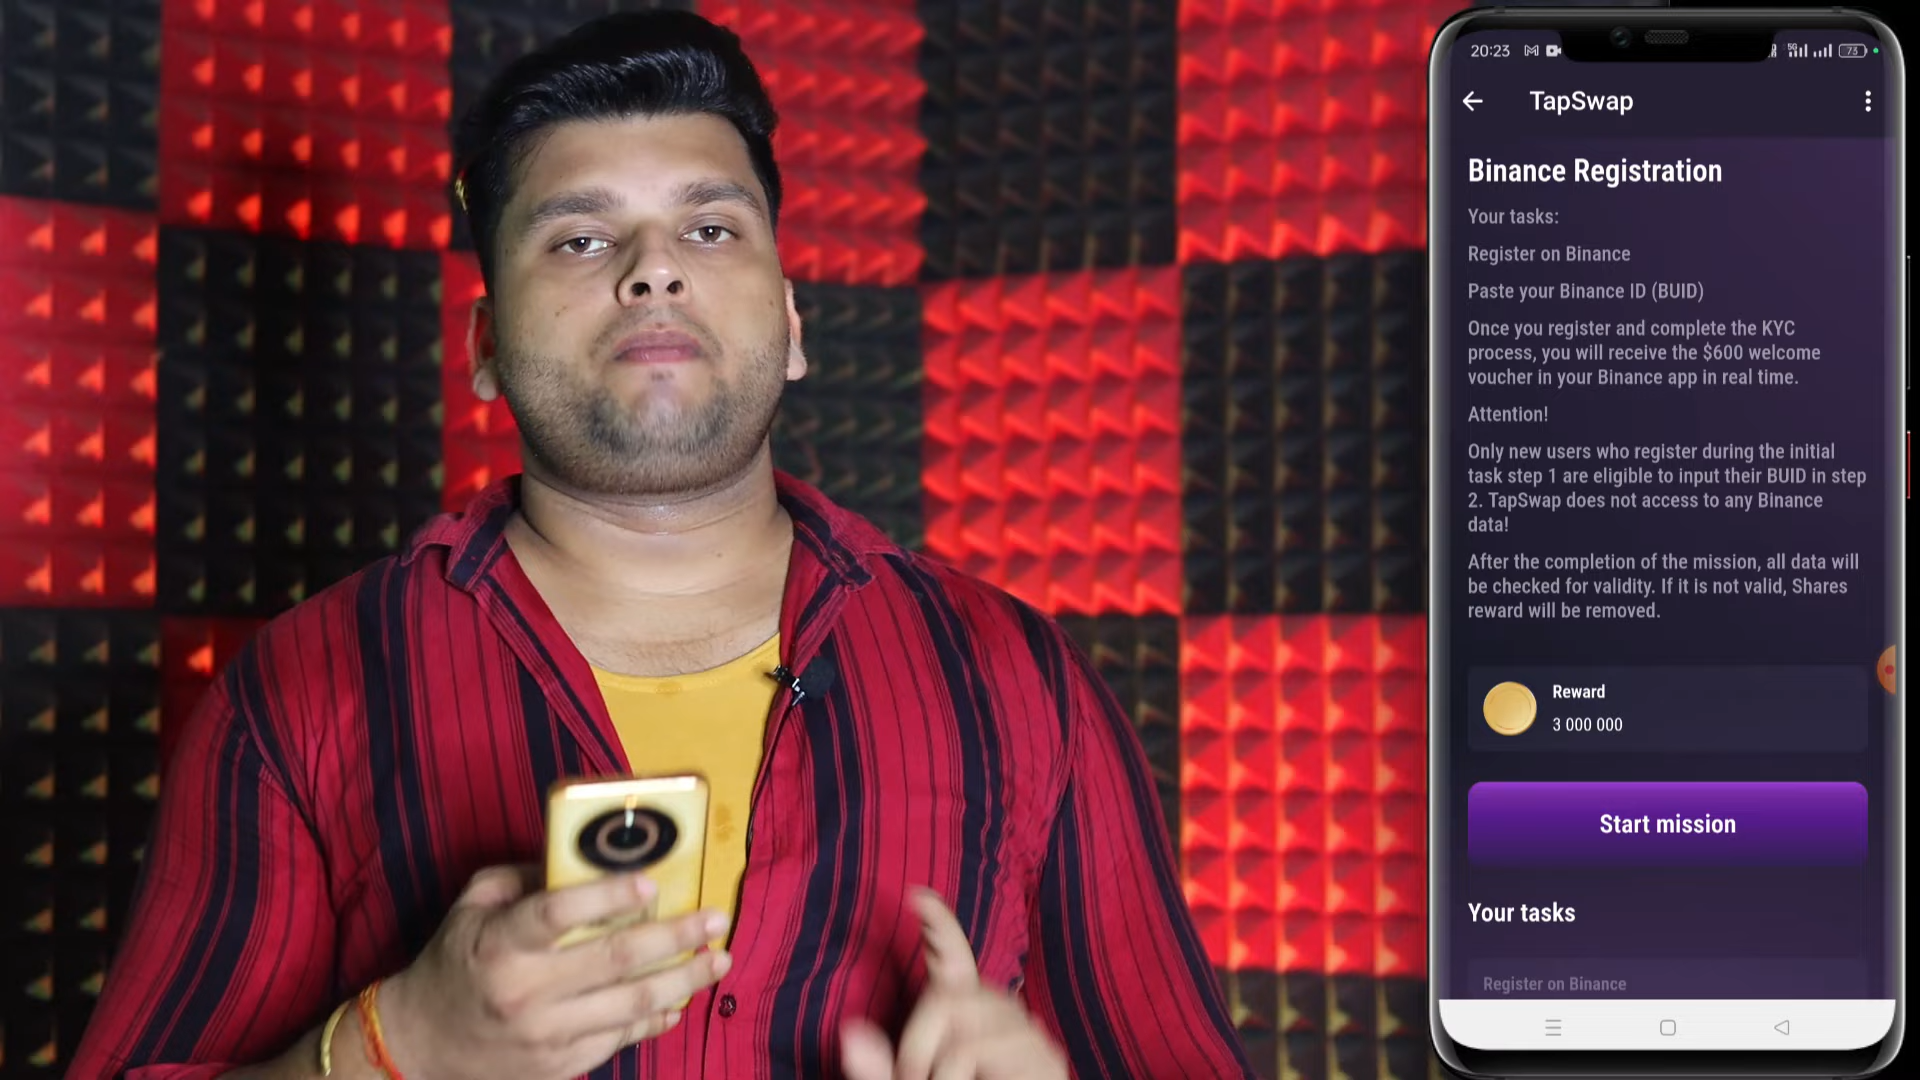 20:23
5G
73
TapSwap
Binance Registration
Your tasks:
Register on Binance
Paste your Binance ID (BUID)
Once you register and complete the KYC
process, you will receive the $600 welcome
voucher in your Binance app in real time.
Attention!
Only new users who register during the initial
task step 1 are eligible to input their BUID in step
2. TapSwap does not access to any Binance
data!
After the completion of the mission, all data will
be checked for validity. If it is not valid, Shares
reward will be removed.
Reward
3 000 000
Start mission
Your tasks
Register on Binance